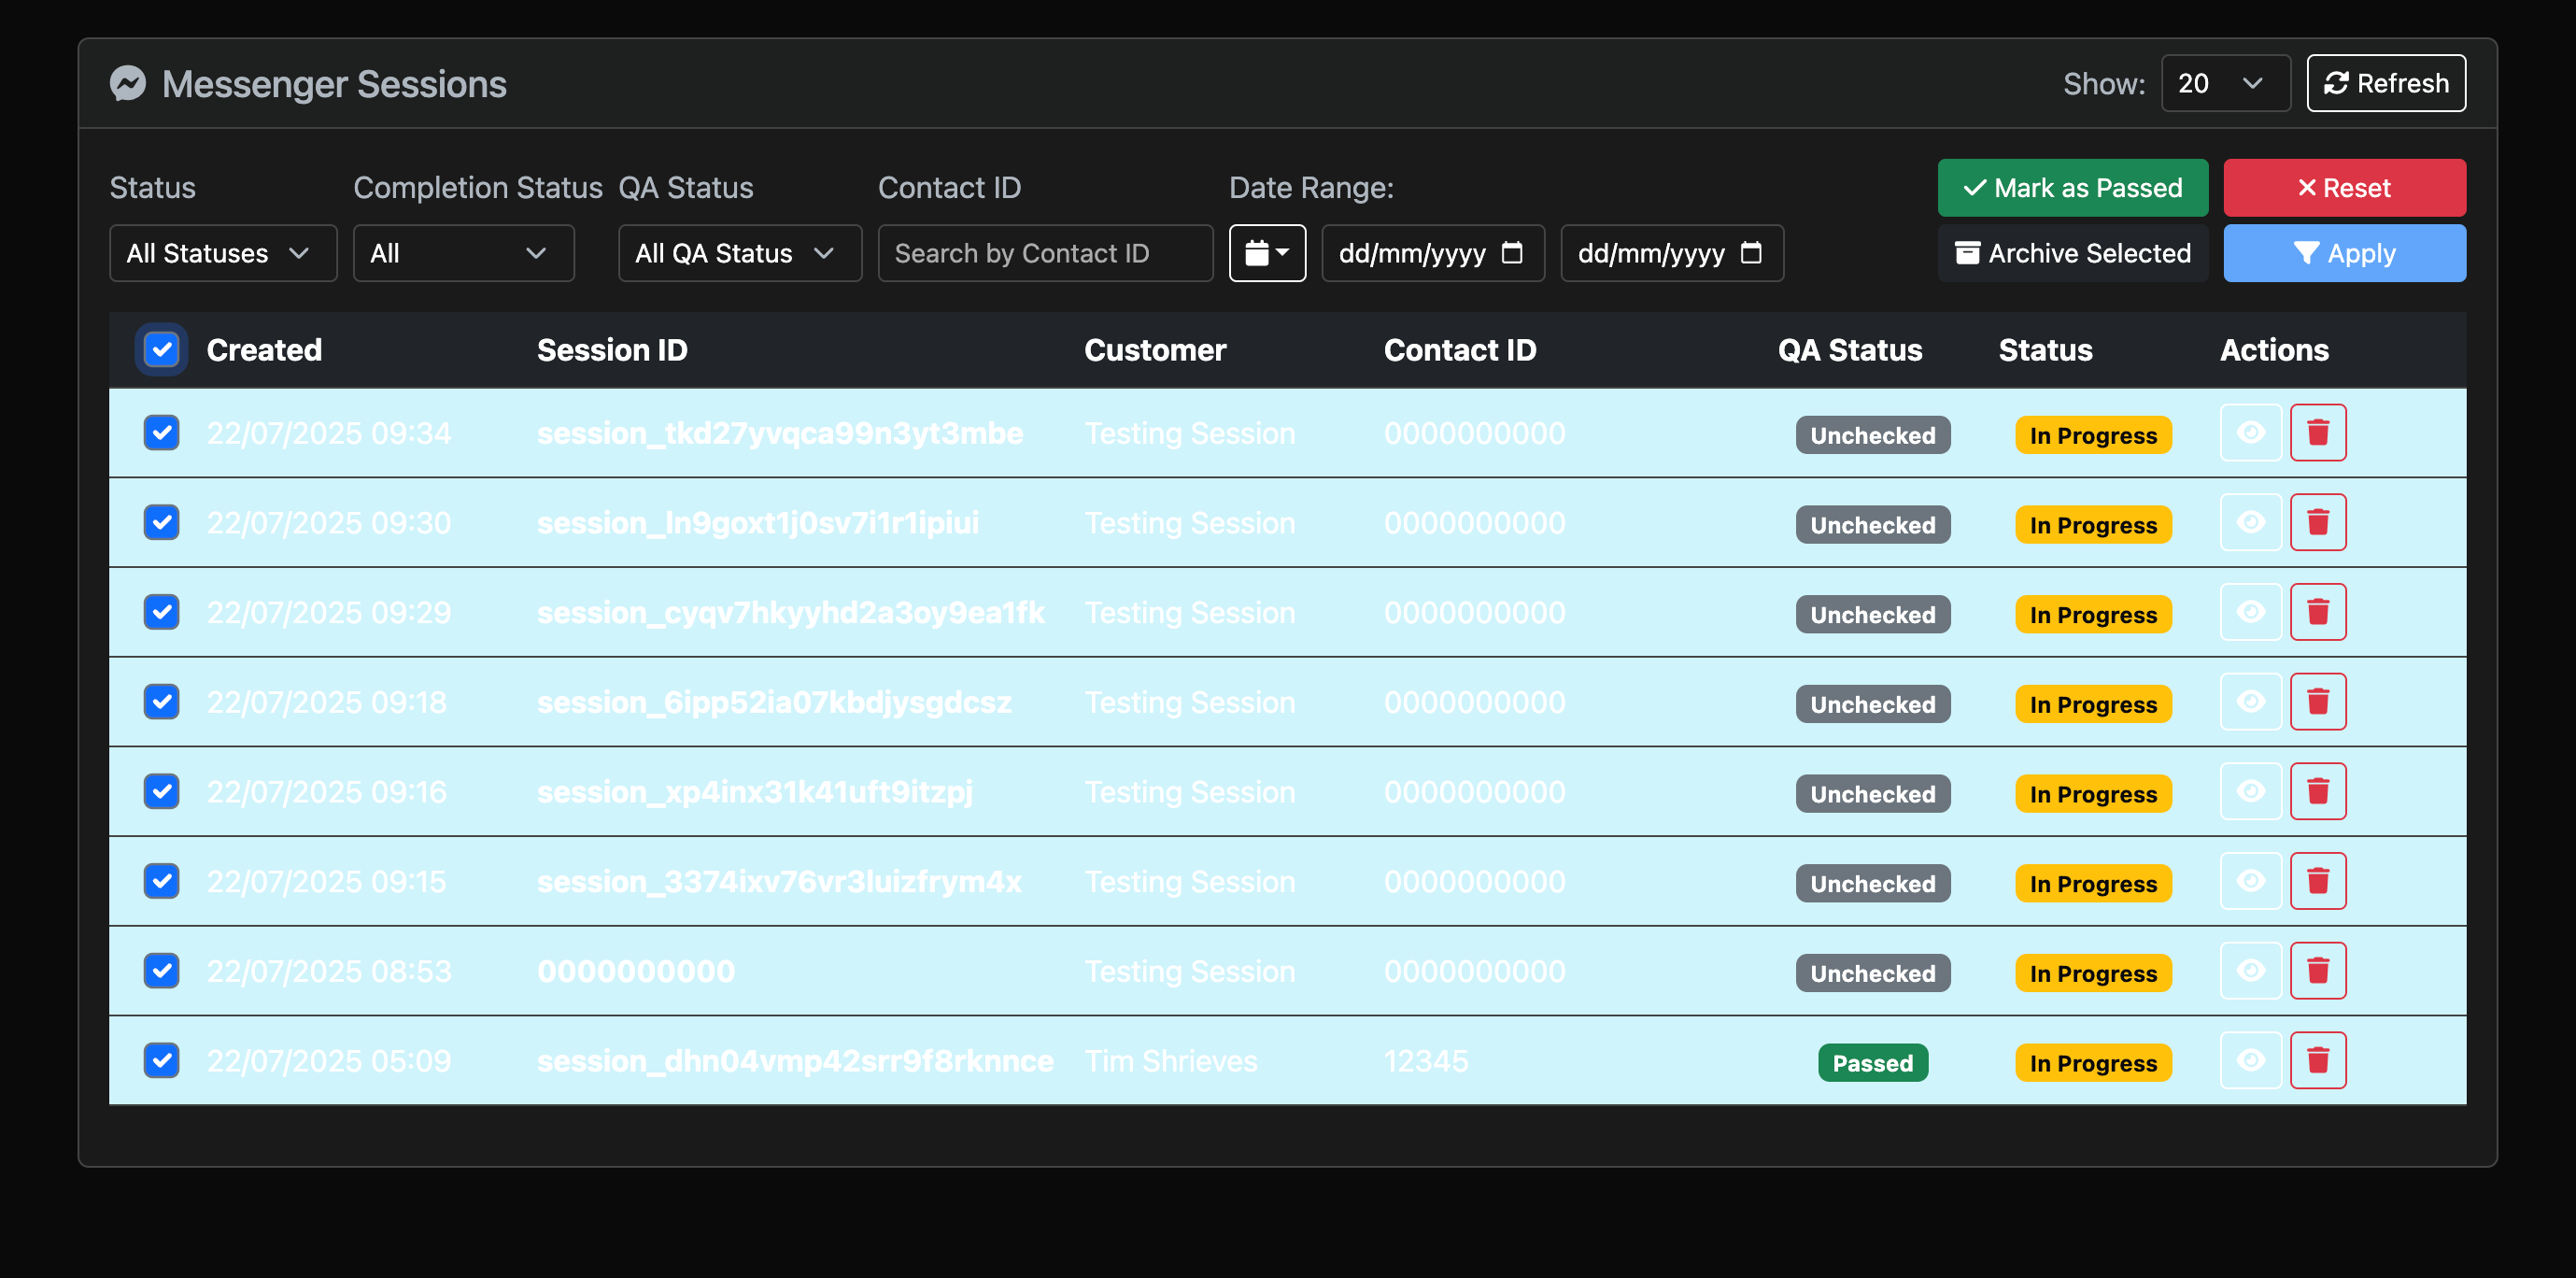 Messenger Sessions Show: 20 Refresh
Status Completion Status QA Status Contact ID Date Range: Mark as Passed Reset
All Statuses All All QA Status Search by Contact ID dd/mm/yyyy dd/mm/yyyy Archive Selected Apply
Created Session ID Customer Contact ID QA Status Status Actions
22/07/2025 09:34 session_tkd27yvqca99n3yt3mbe Testing Session 0000000000 Unchecked In Progress
22/07/2025 09:30 session_ln9goxt1j0sv7i1r1ipiui Testing Session 0000000000 Unchecked In Progress
22/07/2025 09:29 session_cyqv7hkyyhd2a3oy9ea1fk Testing Session 0000000000 Unchecked In Progress
22/07/2025 09:18 session_6ipp52ia07kbdjysgdcsz Testing Session 0000000000 Unchecked In Progress
22/07/2025 09:16 session_xp4inx31k41uft9itzpj Testing Session 0000000000 Unchecked In Progress
22/07/2025 09:15 session_3374ixv76vr3luizfrym4x Testing Session 0000000000 Unchecked In Progress
22/07/2025 08:53 0000000000 Testing Session 0000000000 Unchecked In Progress
22/07/2025 05:09 session_dhn04vmp42srr9f8rknnce Tim Shrieves 12345 Passed In Progress